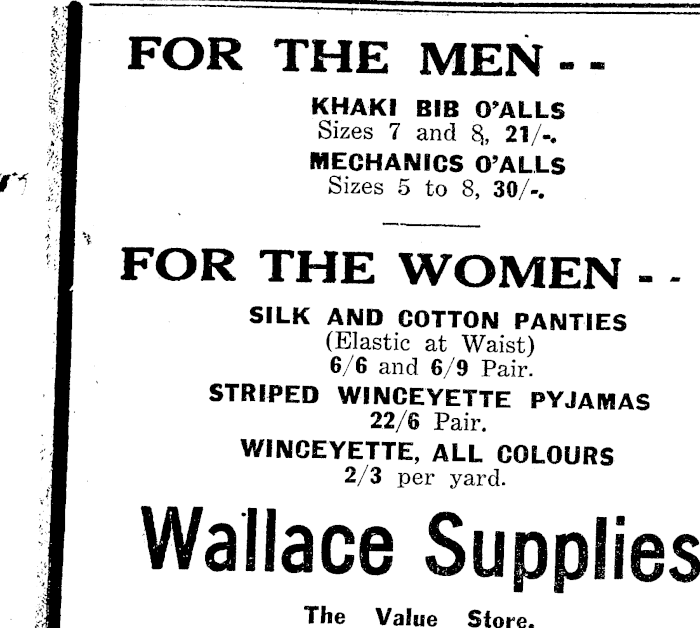 FOR THE MEN - -
KHAKI BIB O'ALLS
Sizes 7 and 8, 21/-.
MECHANICS O'ALLS
Sizes 5 to 8, 30/-.
FOR THE WOMEN - -
SILK AND COTTON PANTIES
(Elastic at Waist)
6/6 and 6/9 Pair.
STRIPED WINCEYETTE PYJAMAS
22/6 Pair.
WINCEYETTE, ALL COLOURS
2/3 per yard.
Wallace Supplies
The Value Store.